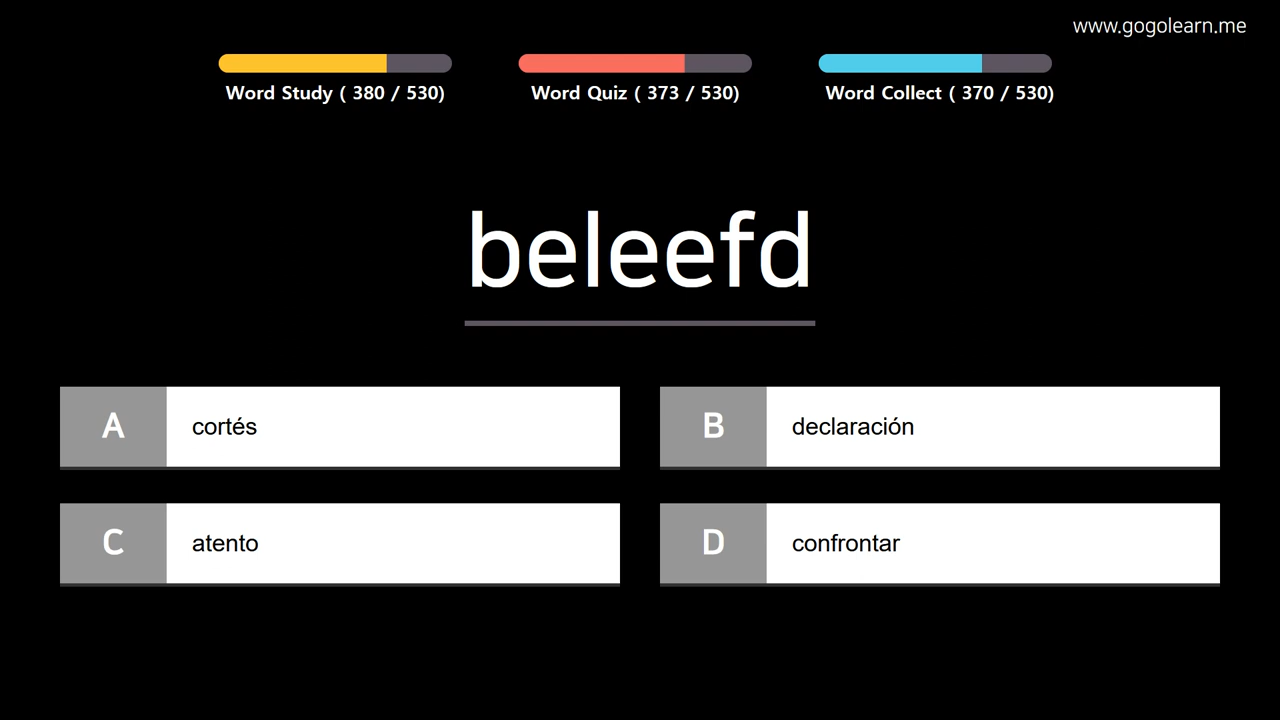 www.gogolearn.me
Word Study ( 380 / 530)
Word Quiz ( 373 / 530)
Word Collect ( 370 / 530)
beleefd
A cortés
B declaración
C atento
D confrontar